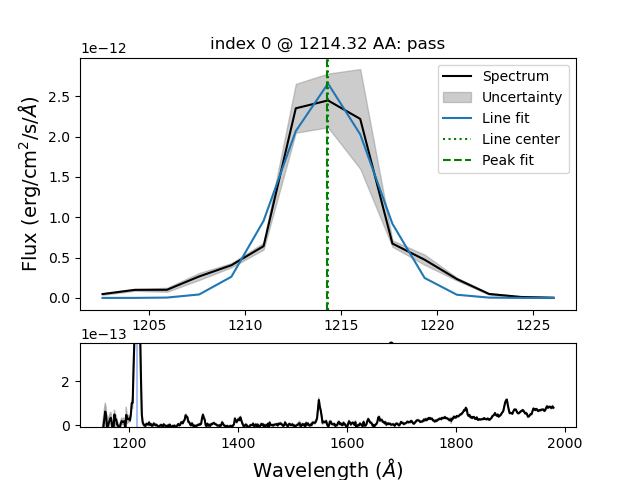 index 0 @ 1214.32 AA: pass
1e−12
Flux (erg/cm²/s/Å)
2.5
2.0
1.5
1.0
0.5
0.0
Spectrum
Uncertainty
Line fit
Line center
Peak fit
1205 1210 1215 1220 1225
1e−13
2
0
1200 1400 1600 1800 2000
Wavelength (Å)